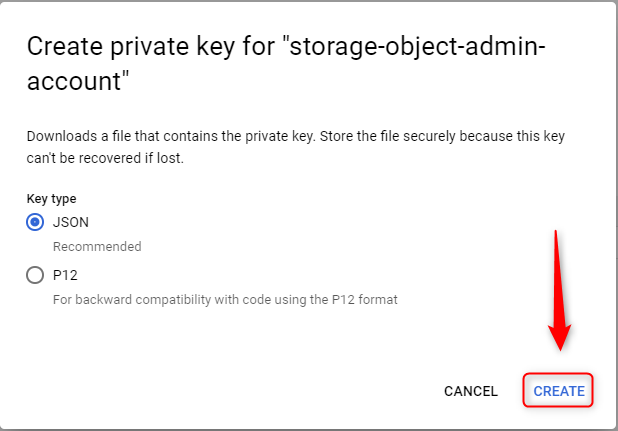 Create private key for "storage-object-admin-
account"
Downloads a file that contains the private key. Store the file securely because this key
can't be recovered if lost.
Key type
JSON
Recommended
P12
For backward compatibility with code using the P12 format
CANCEL CREATE